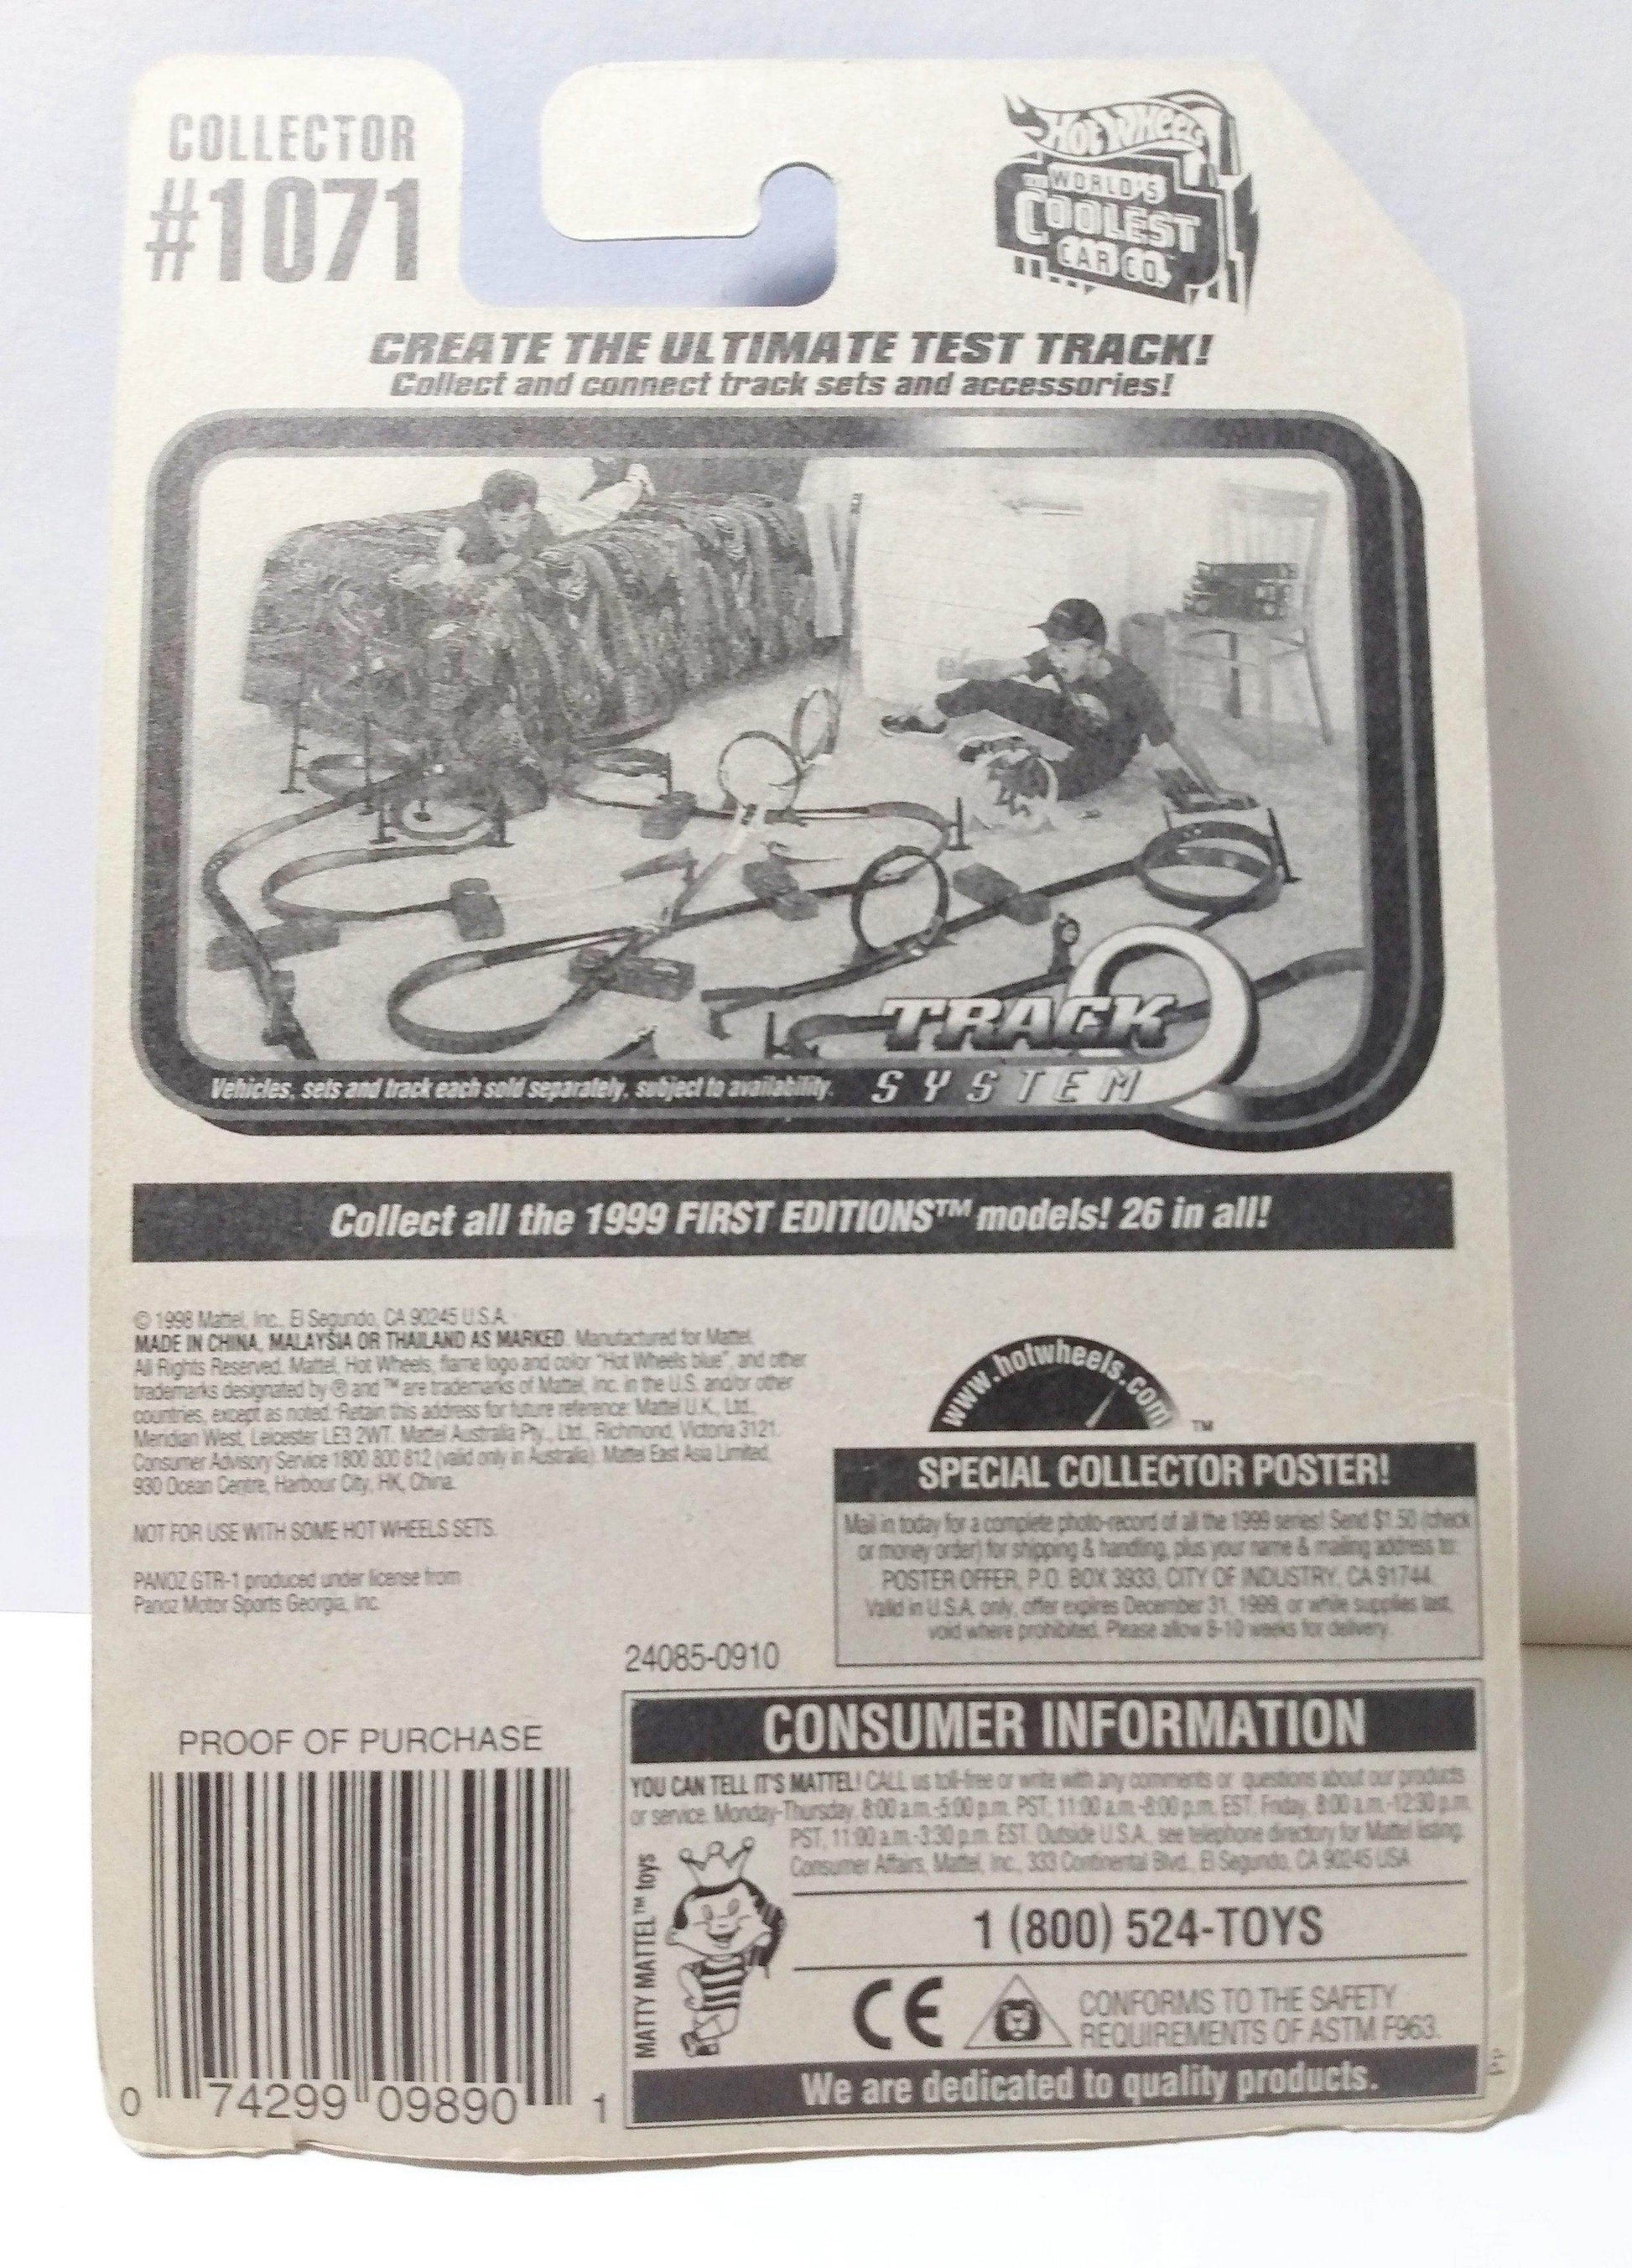 COLLECTOR
#1071
HOT WHEELS
THE
WORLD'S
COOLEST
CAR CO.™
CREATE THE ULTIMATE TEST TRACK!
Collect and connect track sets and accessories!
TRACK
SYSTEM
Vehicles, sets and track each sold separately, subject to availability.
Collect all the 1999 FIRST EDITIONS™ models! 26 in all!
© 1998 Mattel, Inc., El Segundo, CA 90245 U.S.A.
MADE IN CHINA, MALAYSIA OR THAILAND AS MARKED. Manufactured for Mattel.
All Rights Reserved. Mattel, Hot Wheels, flame logo and color "Hot Wheels blue", and other
trademarks designated by ® and ™ are trademarks of Mattel, Inc. in the U.S. and/or other
countries, except as noted. Retain this address for future reference: Mattel U.K., Ltd.,
Meridian West, Leicester LE3 2WT. Mattel Australia Pty., Ltd., Richmond, Victoria 3121.
Consumer Advisory Service 1800 800 812 (valid only in Australia). Mattel East Asia Limited,
930 Ocean Centre, Harbour City, HK, China.
NOT FOR USE WITH SOME HOT WHEELS SETS.
PANOZ GTR-1 produced under license from
Panoz Motor Sports Georgia, Inc.
www.hotwheels.com ™
SPECIAL COLLECTOR POSTER!
Mail in today for a complete photo-record of all the 1999 series! Send $1.50 (check
or money order) for shipping & handling, plus your name & mailing address to:
POSTER OFFER, P.O. BOX 3933, CITY OF INDUSTRY, CA 91744.
Valid in U.S.A. only, offer expires December 31, 1999, or while supplies last,
void where prohibited. Please allow 8-10 weeks for delivery.
24085-0910
PROOF OF PURCHASE
0 74299 09890 1
CONSUMER INFORMATION
YOU CAN TELL IT'S MATTEL! CALL us toll-free or write with any comments or questions about our products
or service. Monday-Thursday, 8:00 a.m.-5:00 p.m. PST, 11:00 a.m.-8:00 p.m. EST. Friday, 8:00 a.m.-12:30 p.m.
PST, 11:00 a.m.-3:30 p.m. EST. Outside U.S.A., see telephone directory for Mattel listing.
Consumer Affairs, Mattel, Inc., 333 Continental Blvd., El Segundo, CA 90245 USA
MATTY MATTEL™ toys
1 (800) 524-TOYS
CE
CONFORMS TO THE SAFETY
REQUIREMENTS OF ASTM F963.
We are dedicated to quality products.
PP